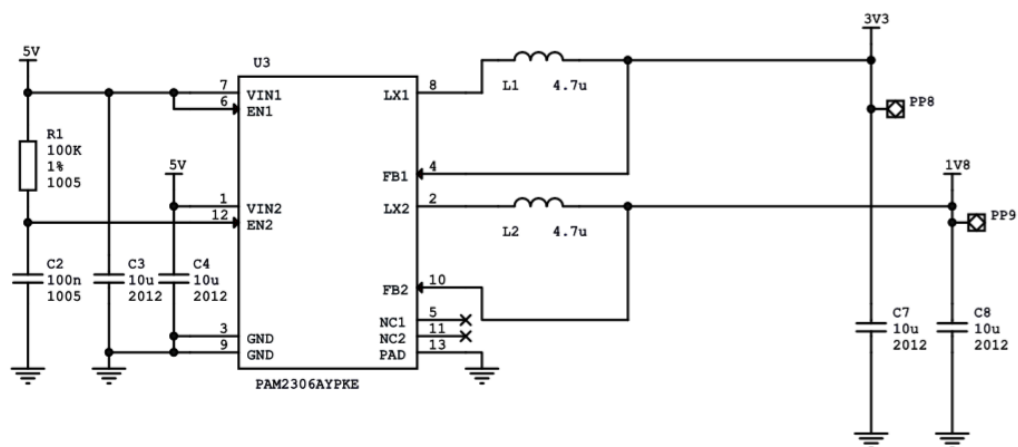 3V3
5V
U3
7
VIN1
LX1
8
L1
4.7u
6
EN1
PP8
R1
100K
1%
1005
5V
4
FB1
1V8
1
VIN2
LX2
2
12
EN2
L2
4.7u
PP9
C2
100n
1005
C3
10u
2012
C4
10u
2012
FB2
10
NC1
5
NC2
11
3
GND
9
GND
PAD
13
C7
10u
2012
C8
10u
2012
PAM2306AYPKE